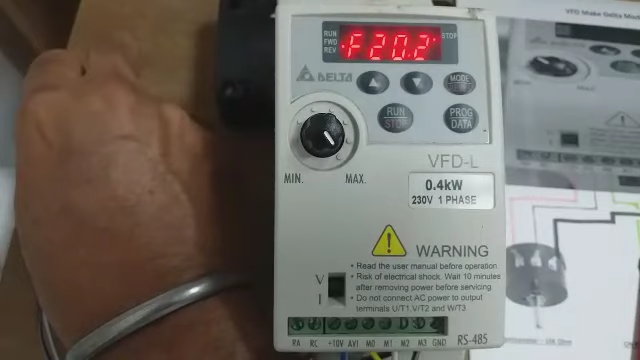 VFD Make Delta
RUN
FWD
REV
F20.2
STOP
DELTA
MODE
RUN
STOP
PROG
DATA
MIN.
MAX.
VFD-L
0.4kW
230V 1 PHASE
WARNING
• Read the user manual before operation.
• Risk of electrical shock. Wait 10 minutes
after removing power before servicing
• Do not connect AC power to output
terminals U/T1,V/T2 and W/T3
V
I
RA RC +10V AVI M0 M1 M2 M3 GND
RS-485